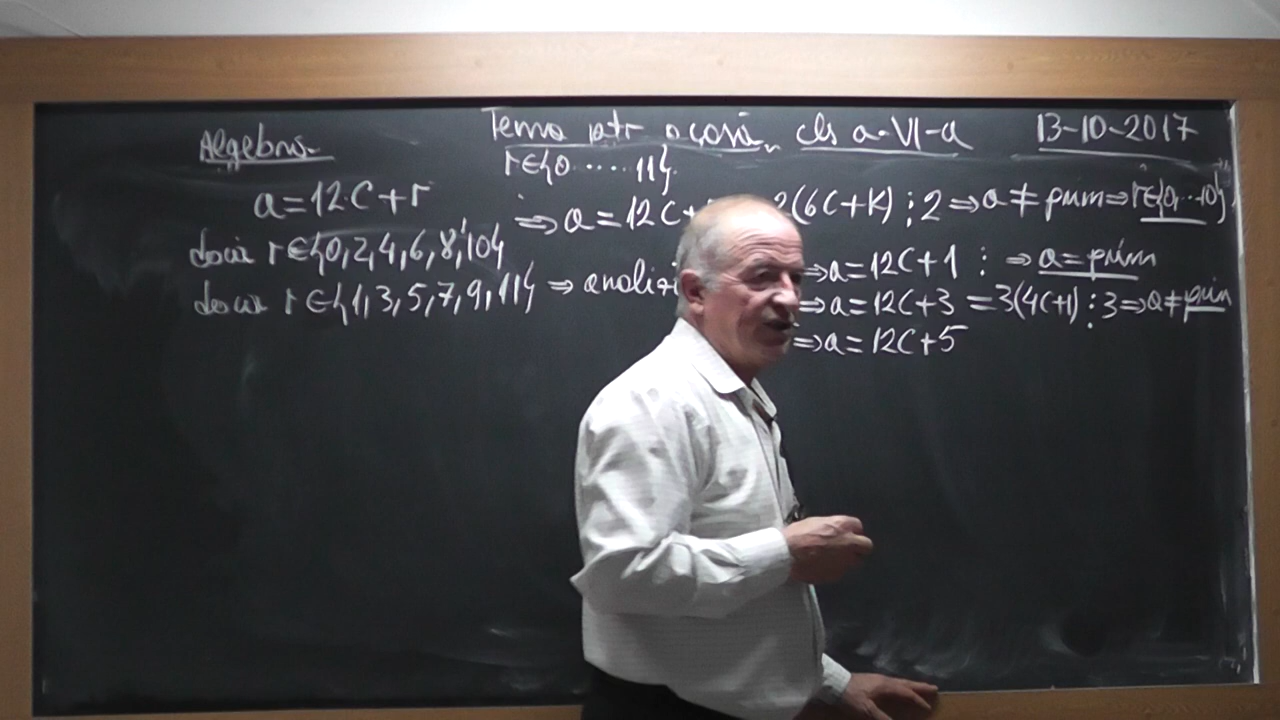 Algebra. Tema ptr acasă, cls a-VI-a 13-10-2017
r∈{0.....11}.
a=12·C+r
⇒ a=12C+ 2(6C+K) ⋮ 2 ⇒ a≠prim ⇒ r∈{0,...10}
dacă r∈{0,2,4,6,8,10}
dacă r∈{1,3,5,7,9,11} ⇒ ⇒ a=12C+1 ⋮ ⇒ a=prim
⇒ a=12C+3 =3(4C+1) ⋮ 3 ⇒ a≠prim
⇒ a=12C+5